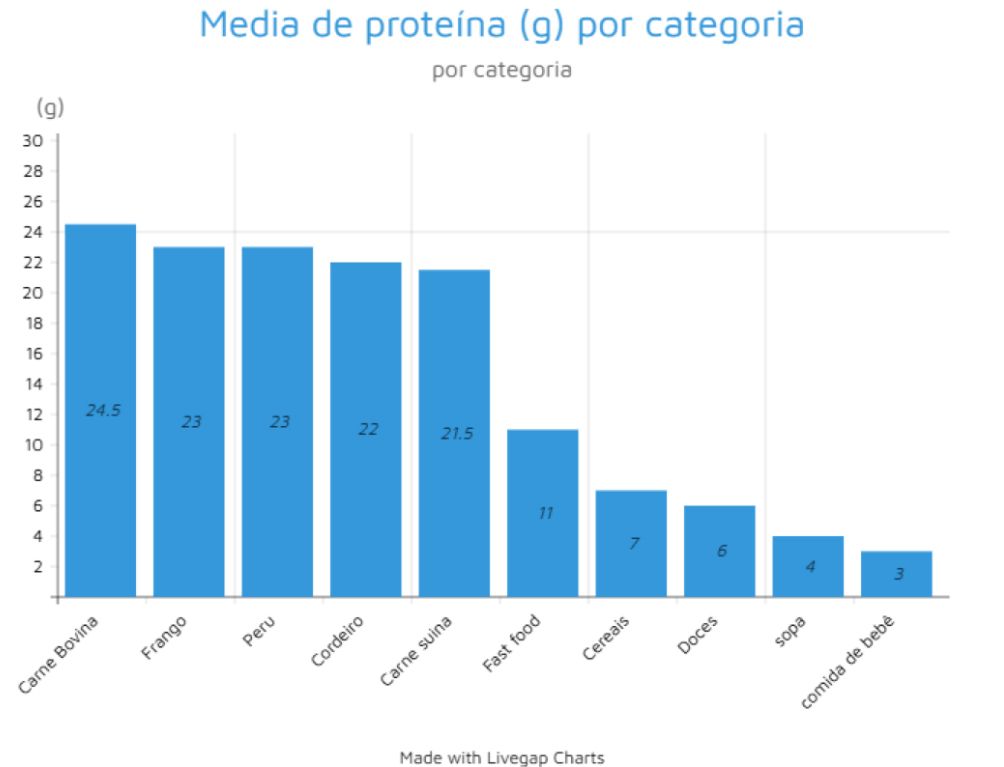 Media de proteína (g) por categoria
por categoria
(g)
30
28
26
24
22
20
18
16
14
12
10
8
6
4
2
24.5
23
23
22
21.5
11
7
6
4
3
Carne Bovina
Frango
Peru
Cordeiro
Carne suina
Fast food
Cereais
Doces
sopa
comida de bebê
Made with Livegap Charts